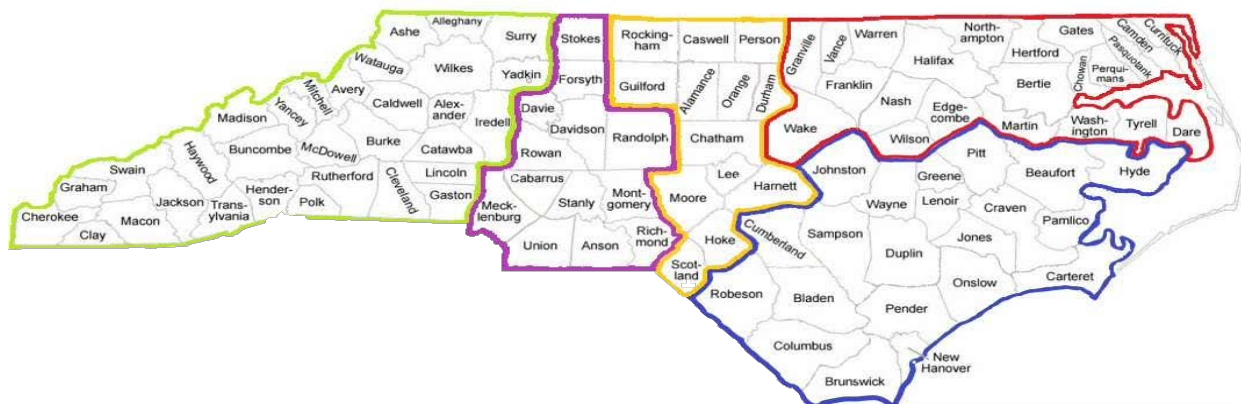 Alleghany
Ashe
Surry
Watauga
Wilkes
Yadkin
Mitchell
Avery
Yancey
Caldwell
Alex-
ander
Iredell
Madison
Burke
Catawba
Buncombe
McDowell
Haywood
Swain
Rutherford
Lincoln
Cleveland
Gaston
Graham
Hender-
son
Polk
Jackson
Trans-
ylvania
Cherokee
Macon
Clay
Stokes
Forsyth
Davie
Davidson
Randolph
Rowan
Cabarrus
Meck-
lenburg
Stanly
Mont-
gomery
Union
Anson
Rich-
mond
Rocking-
ham
Caswell
Person
Guilford
Alamance
Orange
Durham
Chatham
Lee
Moore
Harnett
Hoke
Scot-
land
Granville
Vance
Warren
North-
ampton
Gates
Camden
Currituck
Pasquotank
Halifax
Hertford
Chowan
Perqui-
mans
Franklin
Bertie
Nash
Edge-
combe
Wake
Wilson
Martin
Wash-
ington
Tyrell
Dare
Johnston
Pitt
Greene
Beaufort
Hyde
Wayne
Lenoir
Craven
Pamlico
Cumberland
Sampson
Jones
Duplin
Carteret
Onslow
Robeson
Bladen
Pender
Columbus
New
Hanover
Brunswick